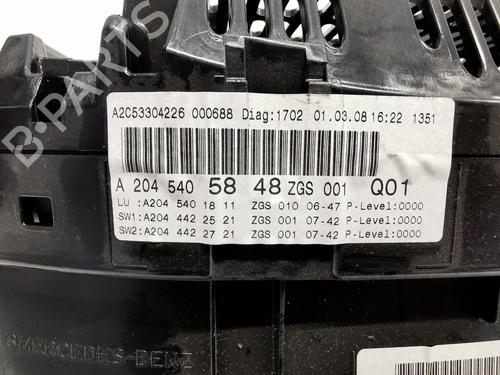 A2C53304226 000688 Diag:1702 01.03.08 16:22 1351
A 204 540 58 48 ZGS 001 Q01
LU :A204 540 18 11 ZGS 010 06-47 P-Level:0000
SW1:A204 442 25 21 ZGS 001 07-42 P-Level:0000
SW2:A204 442 27 21 ZGS 001 07-42 P-Level:0000
MERCEDES-BENZ
B-PARTS